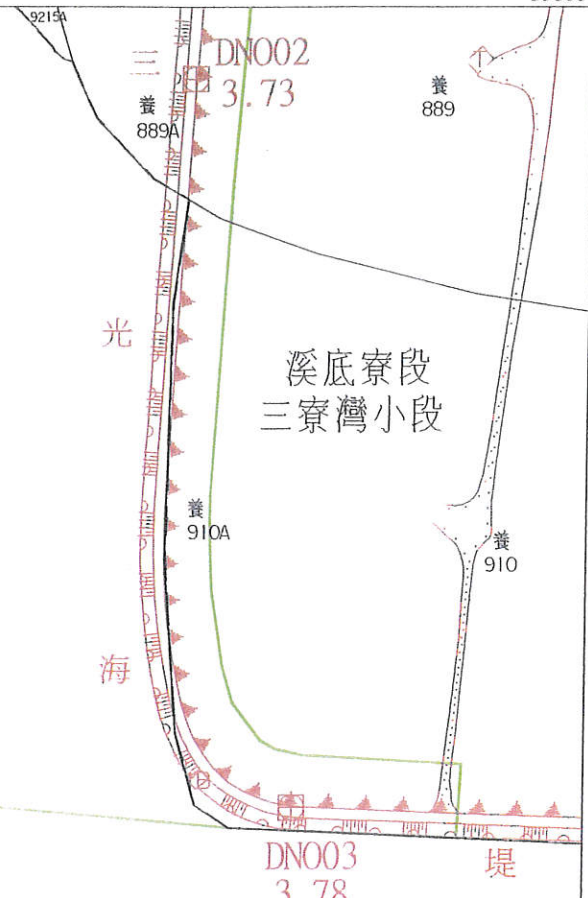 9215A
三
DN002
3.73
養
889A
養
889
光
溪底寮段
三寮灣小段
養
910A
養
910
海
DN003
3.78
堤